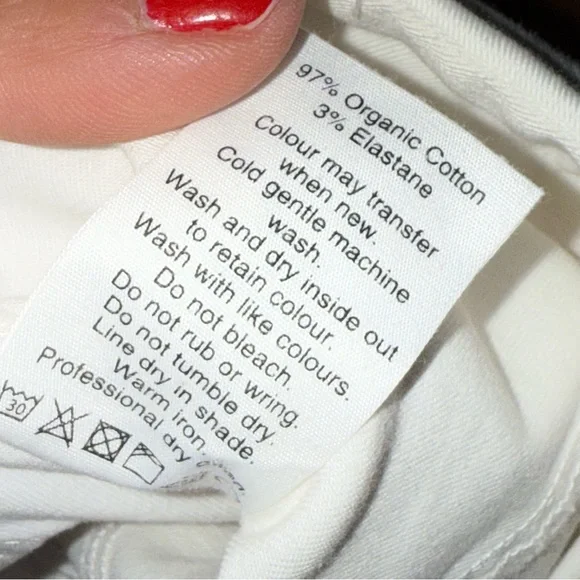 97% Organic Cotton
3% Elastane
Colour may transfer
when new.
Cold gentle machine
wash.
Wash and dry inside out
to retain colour.
Wash with like colours.
Do not bleach.
Do not rub or wring.
Do not tumble dry.
Line dry in shade.
Warm iron
Professional dry
30